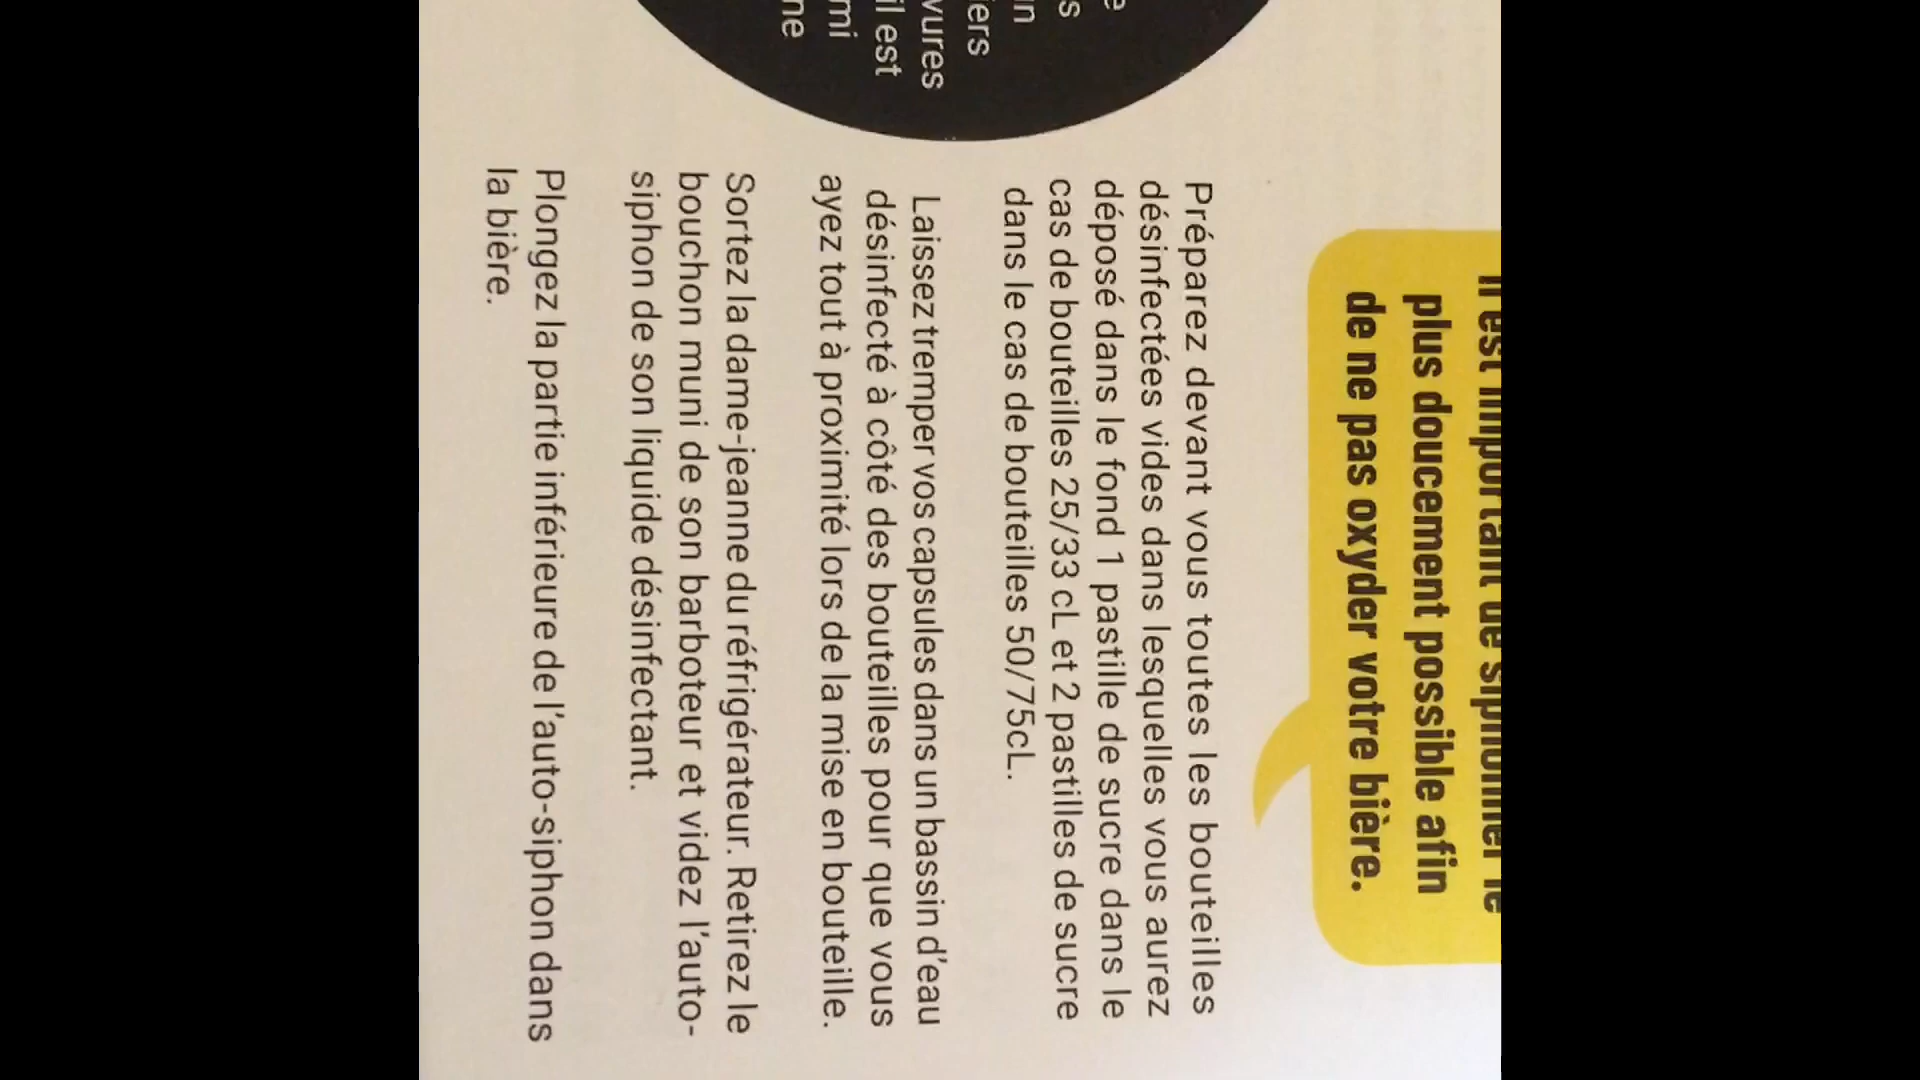 plus doucement possible afin
de ne pas oxyder votre bière.
vures
il est
Préparez devant vous toutes les bouteilles
désinfectées vides dans lesquelles vous aurez
déposé dans le fond 1 pastille de sucre dans le
cas de bouteilles 25/33 cL et 2 pastilles de sucre
dans le cas de bouteilles 50/75cL.
Laissez tremper vos capsules dans un bassin d'eau
désinfecté à côté des bouteilles pour que vous
ayez tout à proximité lors de la mise en bouteille.
Sortez la dame-jeanne du réfrigérateur. Retirez le
bouchon muni de son barboteur et videz l'auto-
siphon de son liquide désinfectant.
Plongez la partie inférieure de l'auto-siphon dans
la bière.